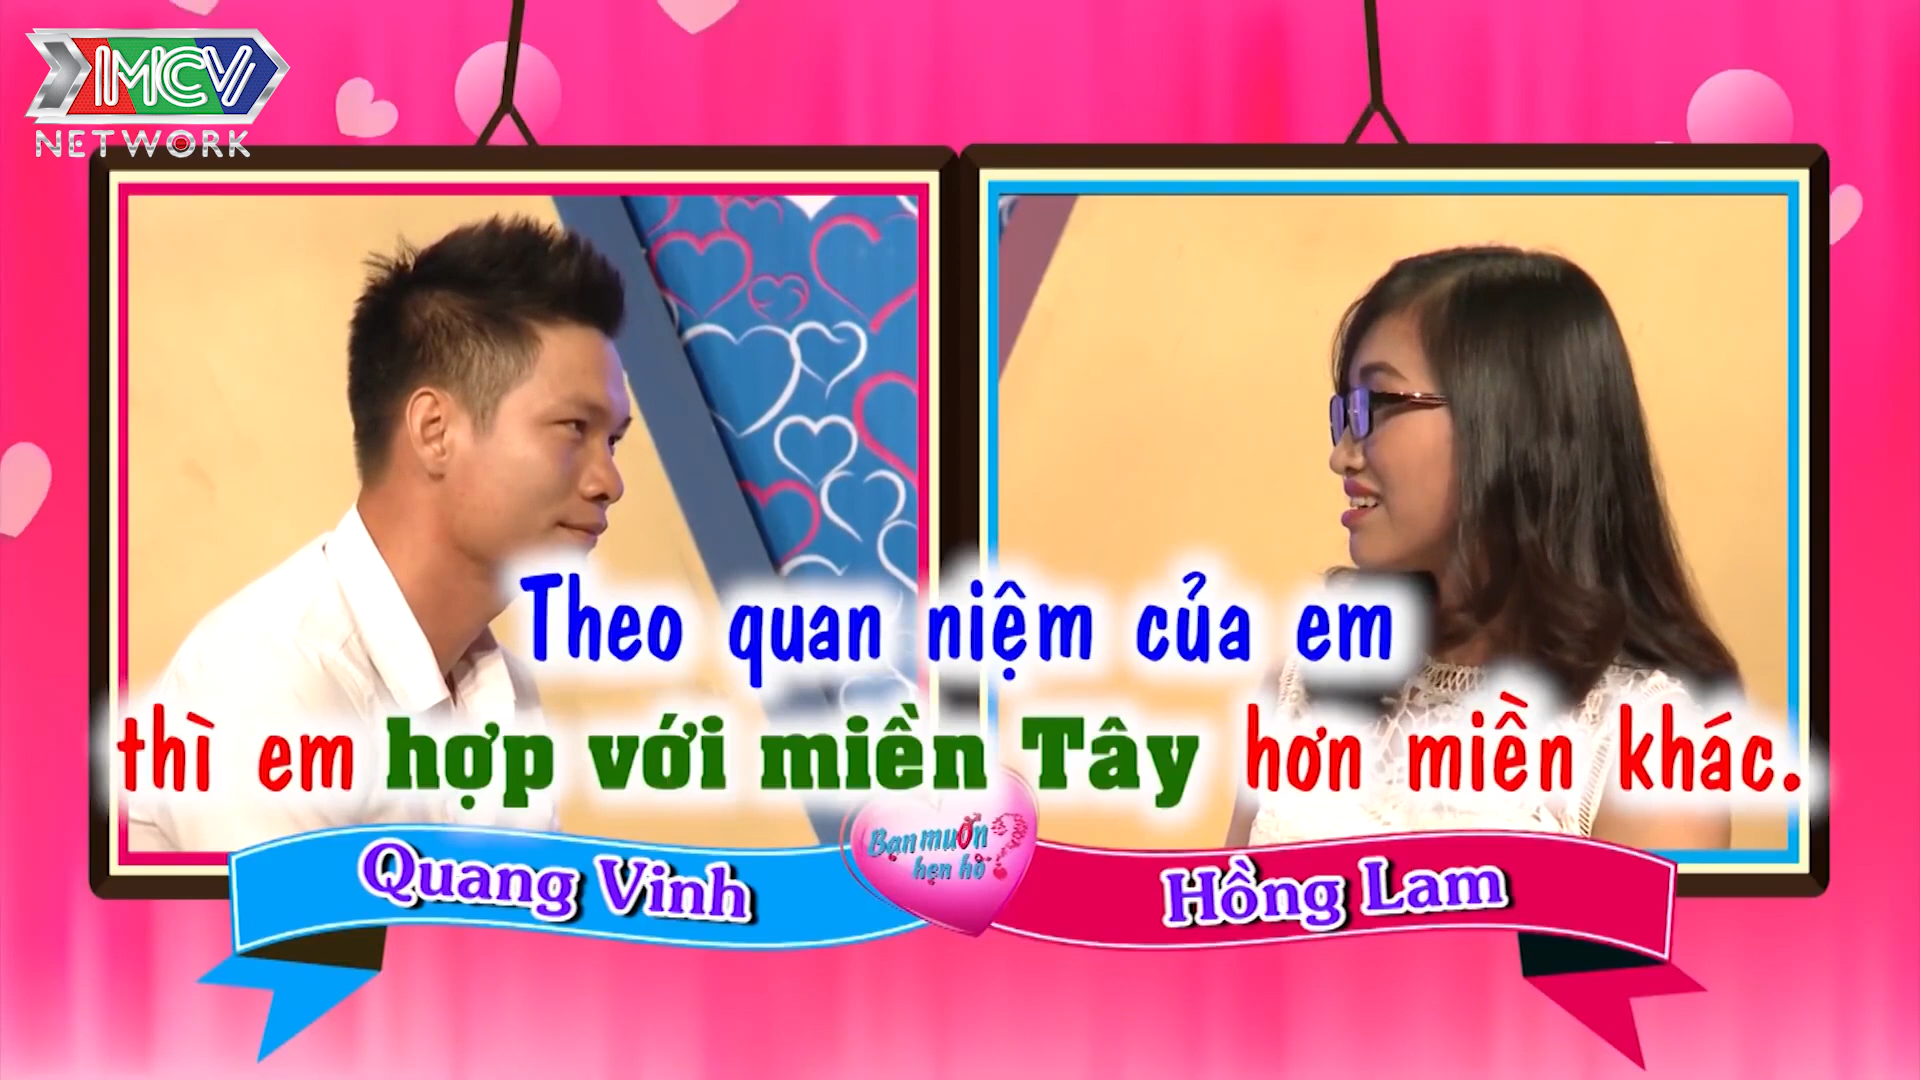 MCV
NETWORK
Theo quan niệm của em
thì em hợp với miền Tây hơn miền khác.
Bạn muốn
hẹn hò
Quang Vinh
Hồng Lam